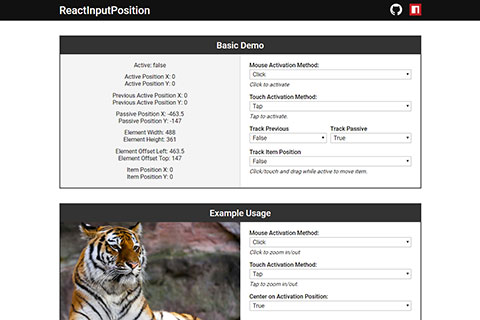 ReactInputPosition
Basic Demo
Active: false
Active Position X: 0
Active Position Y: 0
Previous Active Position X: 0
Previous Active Position Y: 0
Passive Position X: -463.5
Passive Position Y: -147
Element Width: 488
Element Height: 361
Element Offset Left: 463.5
Element Offset Top: 147
Item Position X: 0
Item Position Y: 0
Mouse Activation Method:
Click
Click to activate
Touch Activation Method:
Tap
Tap to activate.
Track Previous Track Passive
False True
Track Item Position
False
Click/touch and drag while active to move item.
Example Usage
Mouse Activation Method:
Click
Click to zoom in/out
Touch Activation Method:
Tap
Tap to zoom in/out
Center on Activation Position:
True